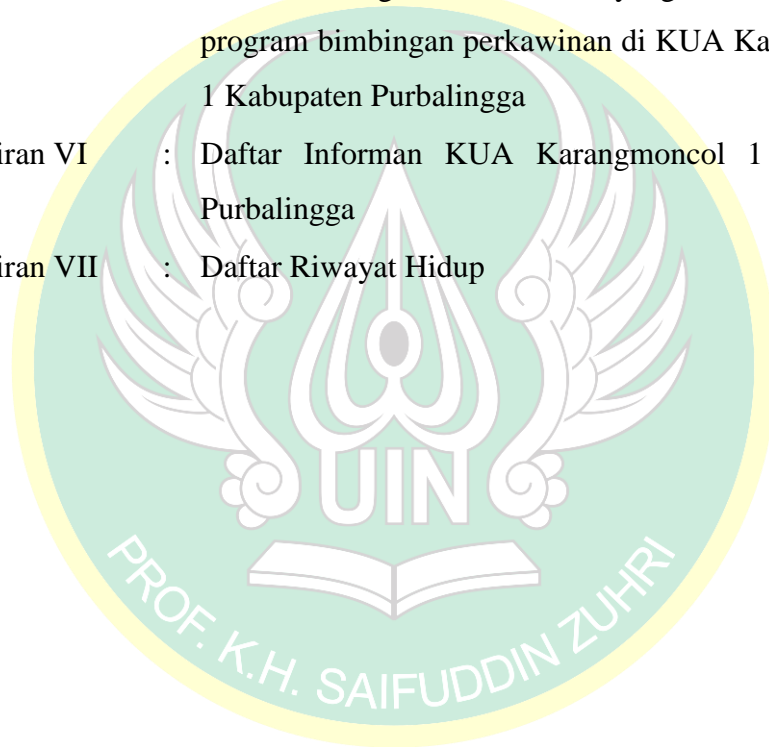 program bimbingan perkawinan di KUA Ka
1 Kabupaten Purbalingga
iran VI : Daftar Informan KUA Karangmoncol 1
Purbalingga
iran VII : Daftar Riwayat Hidup
UIN
PROF. K.H. SAIFUDDIN ZUHRI